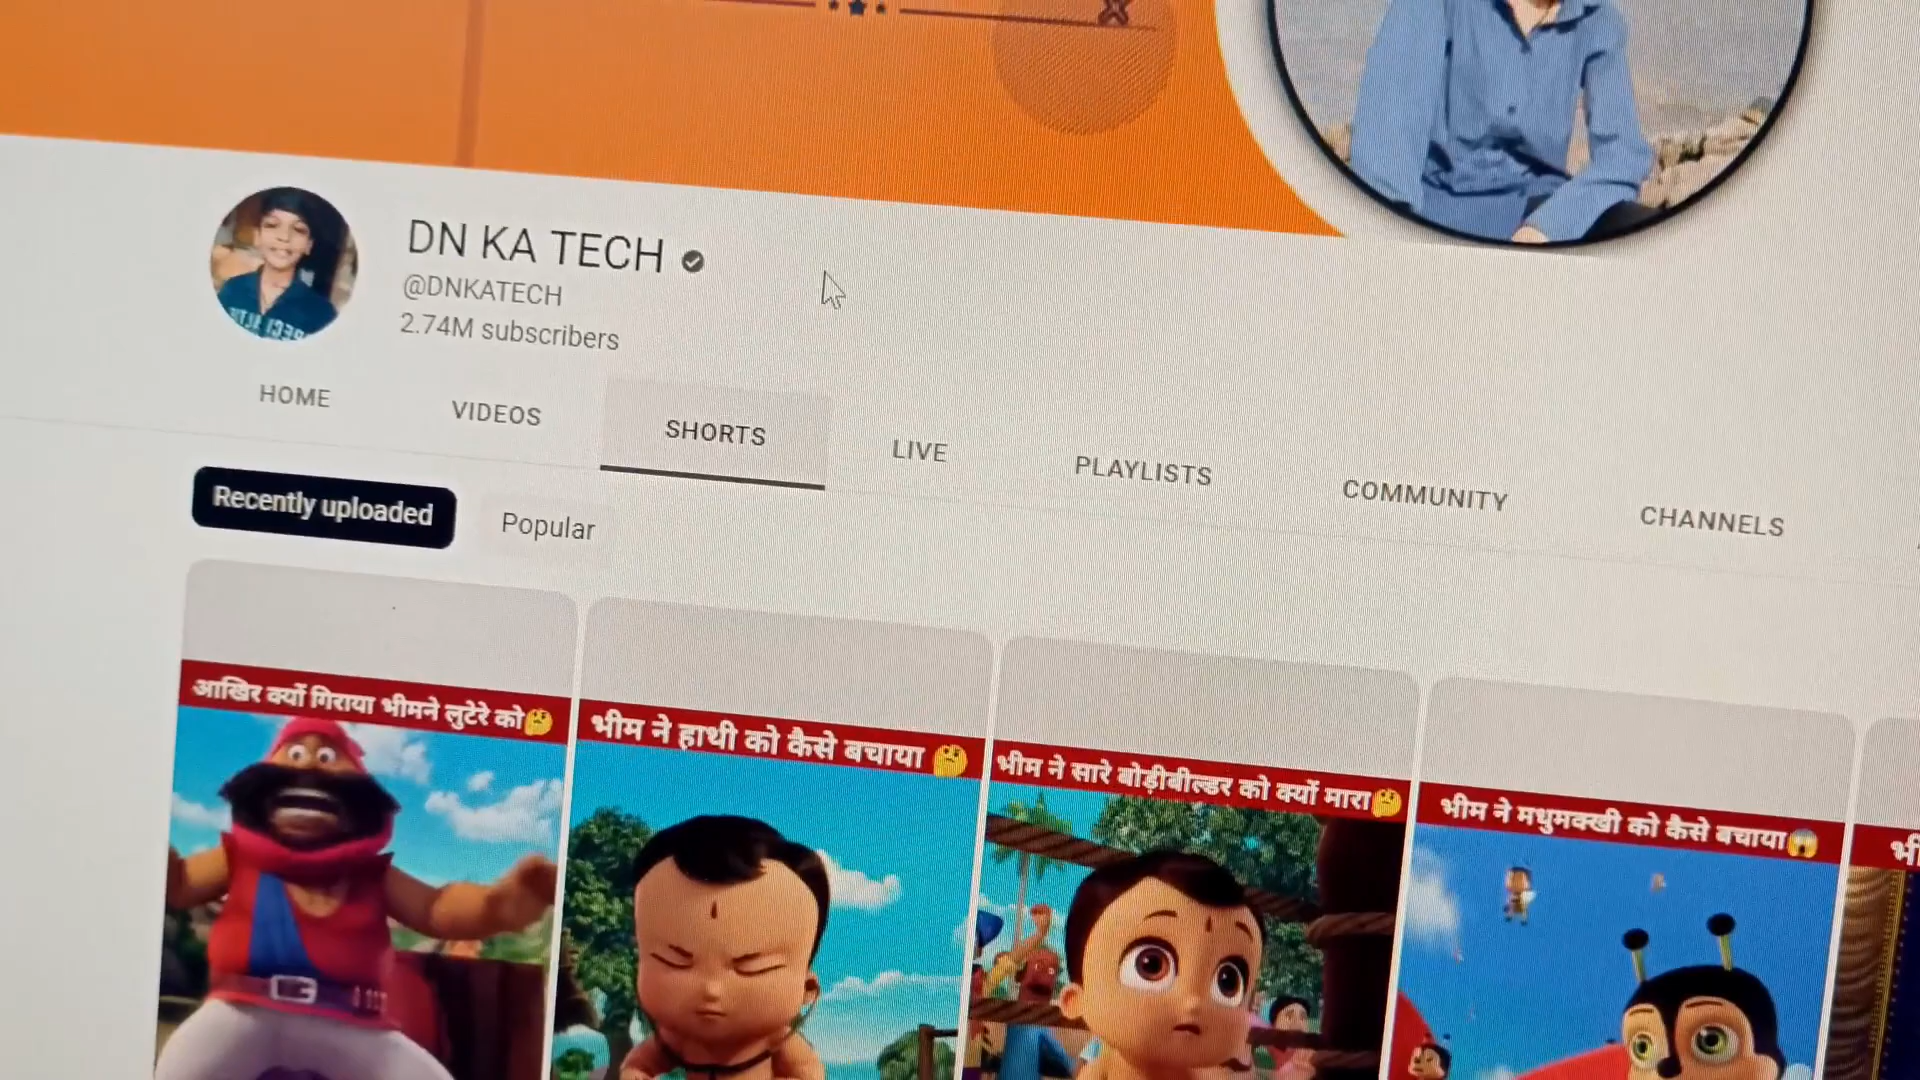 DN KA TECH
@DNKATECH
2.74M subscribers
HOME VIDEOS SHORTS LIVE PLAYLISTS COMMUNITY CHANNELS
Recently uploaded Popular
आखिर क्यों गिराया भीमने लुटेरे को🤔
भीम ने हाथी को कैसे बचाया 🤔
भीम ने सारे बोड़ीबील्डर को क्यों मारा🤔
भीम ने मधुमक्खी को कैसे बचाया😱